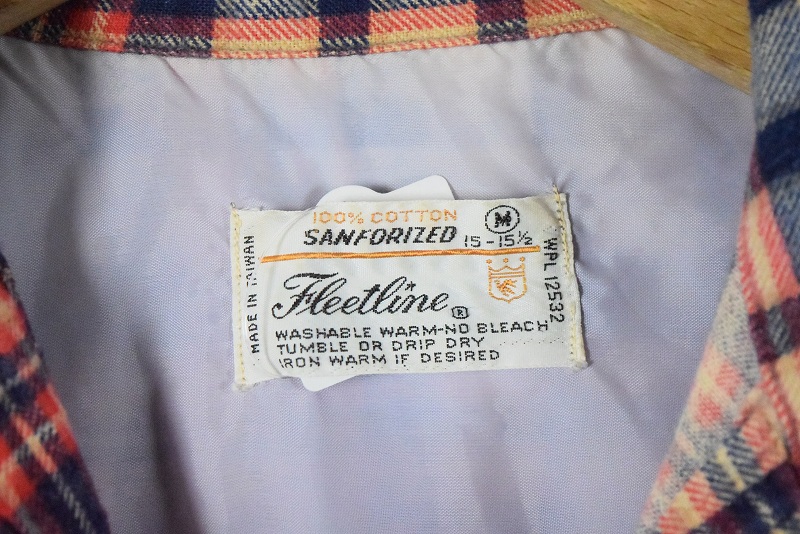 100% COTTON
M
SANFORIZED 15-15½
MADE IN TAIWAN
Fleetline ®
WPL 12532
WASHABLE WARM-NO BLEACH
TUMBLE OR DRIP DRY
IRON WARM IF DESIRED